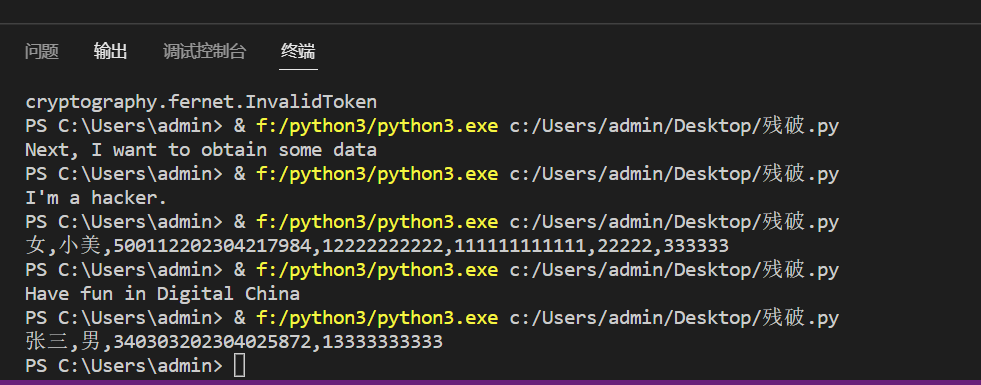 问题 输出 调试控制台 终端
cryptography.fernet.InvalidToken
PS C:\Users\admin> & f:/python3/python3.exe c:/Users/admin/Desktop/残破.py
Next, I want to obtain some data
PS C:\Users\admin> & f:/python3/python3.exe c:/Users/admin/Desktop/残破.py
I'm a hacker.
PS C:\Users\admin> & f:/python3/python3.exe c:/Users/admin/Desktop/残破.py
女,小美,500112202304217984,12222222222,111111111111,22222,333333
PS C:\Users\admin> & f:/python3/python3.exe c:/Users/admin/Desktop/残破.py
Have fun in Digital China
PS C:\Users\admin> & f:/python3/python3.exe c:/Users/admin/Desktop/残破.py
张三,男,340303202304025872,13333333333
PS C:\Users\admin>